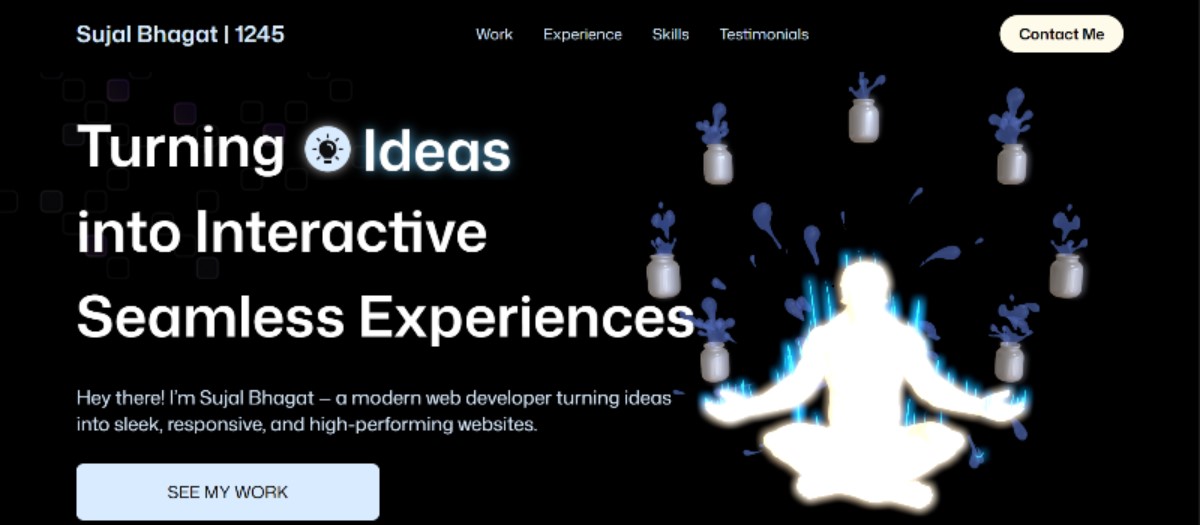 Sujal Bhagat | 1245
Work
Experience
Skills
Testimonials
Contact Me
Turning Ideas
into Interactive
Seamless Experiences
Hey there! I'm Sujal Bhagat – a modern web developer turning ideas
into sleek, responsive, and high-performing websites.
SEE MY WORK